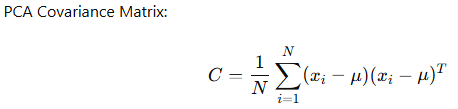 PCA Covariance Matrix:
C = \frac{1}{N} \sum_{i=1}^{N} (x_i - \mu)(x_i - \mu)^T